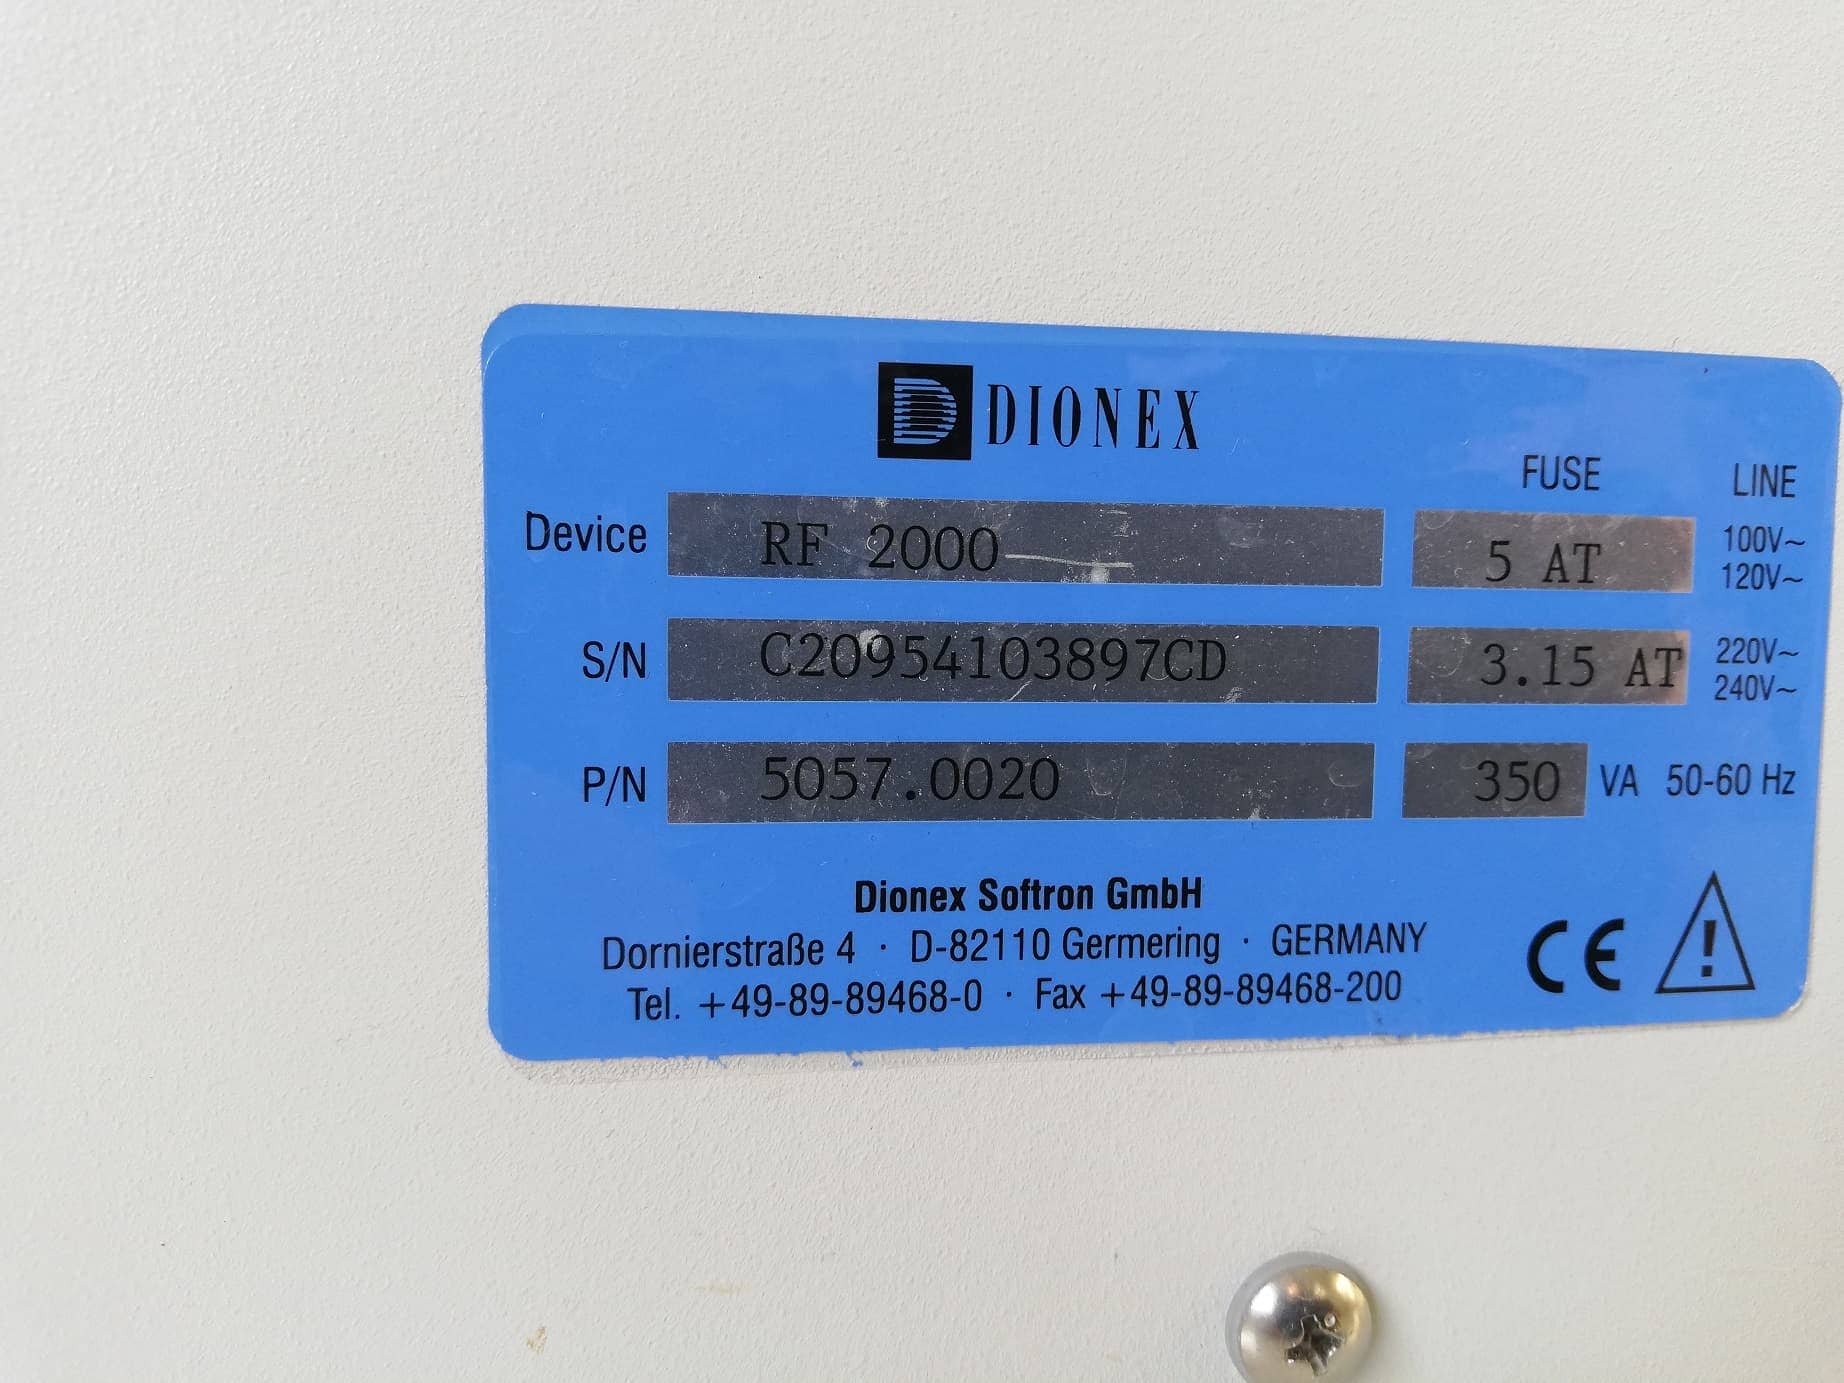 DIONEX
FUSE LINE
Device RF 2000 5 AT 100V~
120V~
S/N C20954103897CD 3.15 AT 220V~
240V~
P/N 5057.0020 350 VA 50-60 Hz
Dionex Softron GmbH
Dornierstraße 4 · D-82110 Germering · GERMANY
Tel. +49-89-89468-0 · Fax +49-89-89468-200
CE
!